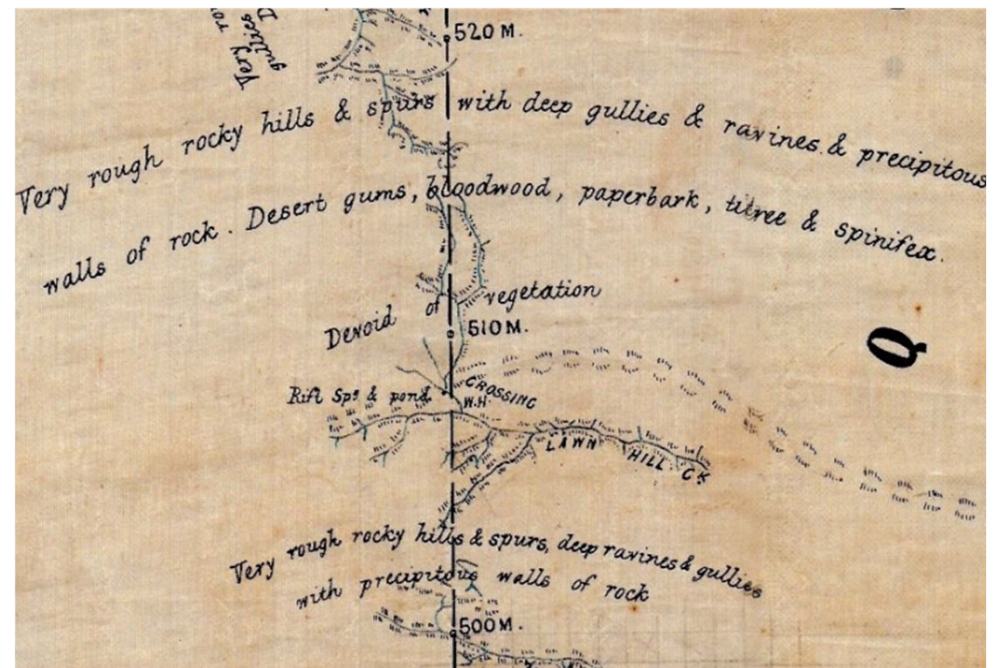 Very
gullies
D
520 M.
Very rough rocky hills & spurs with deep gullies & ravines. & precipitous
walls of rock. Desert gums, bloodwood, paperbark, titree & spinifex.
Devoid of vegetation
510 M.
Q
CROSSING
Rift Sps & pond
W.H.
LAWN HILL CK
Very rough rocky hills & spurs, deep ravines & gullies
with precipitous walls of rock
500 M.